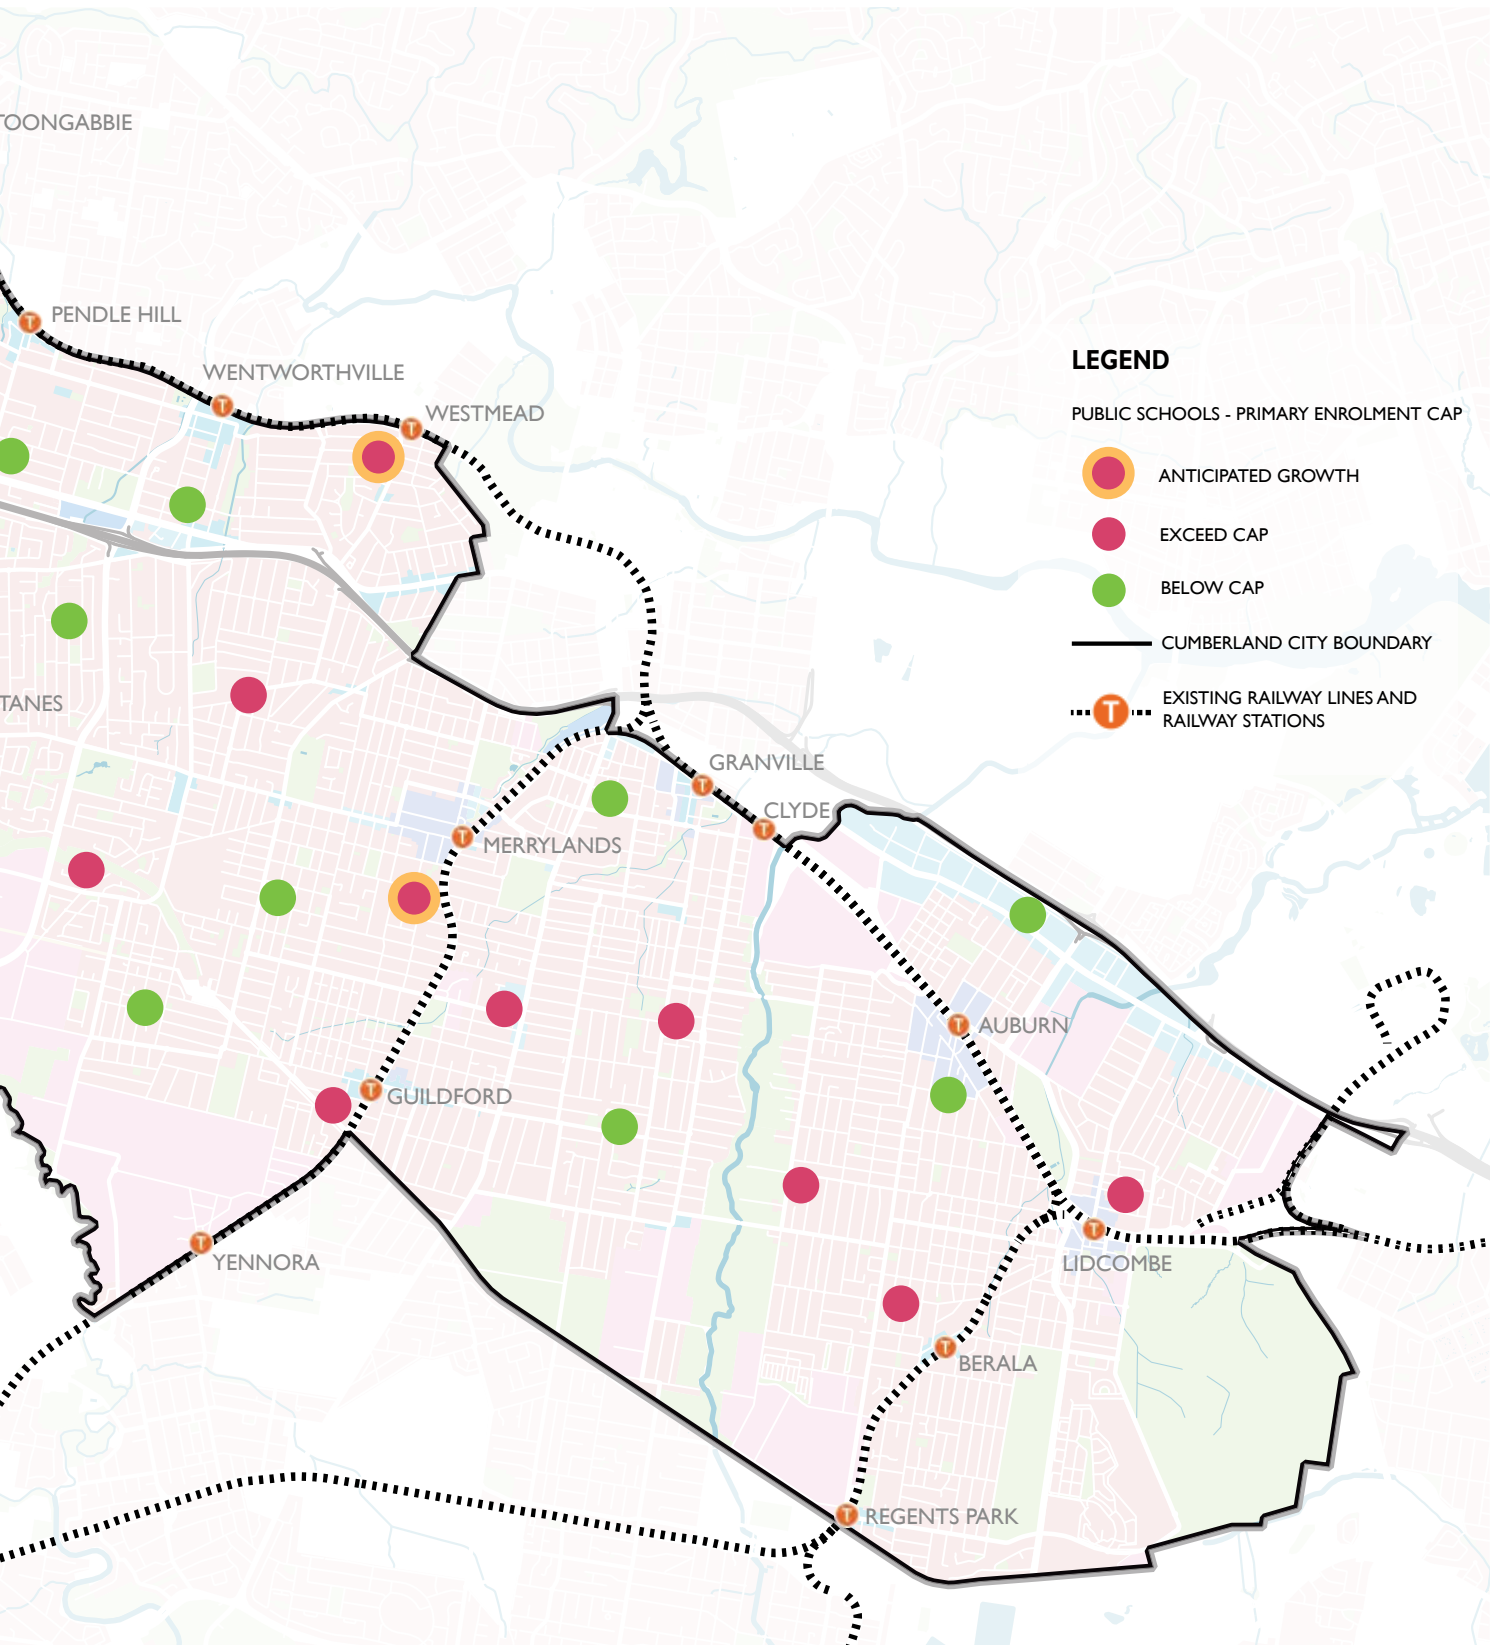 TOONGABBIE
PENDLE HILL
WENTWORTHVILLE
WESTMEAD
LEGEND
PUBLIC SCHOOLS - PRIMARY ENROLMENT CAP
ANTICIPATED GROWTH
EXCEED CAP
BELOW CAP
CUMBERLAND CITY BOUNDARY
T EXISTING RAILWAY LINES AND
RAILWAY STATIONS
TANES
GRANVILLE
CLYDE
MERRYLANDS
AUBURN
GUILDFORD
YENNORA
LIDCOMBE
BERALA
REGENTS PARK